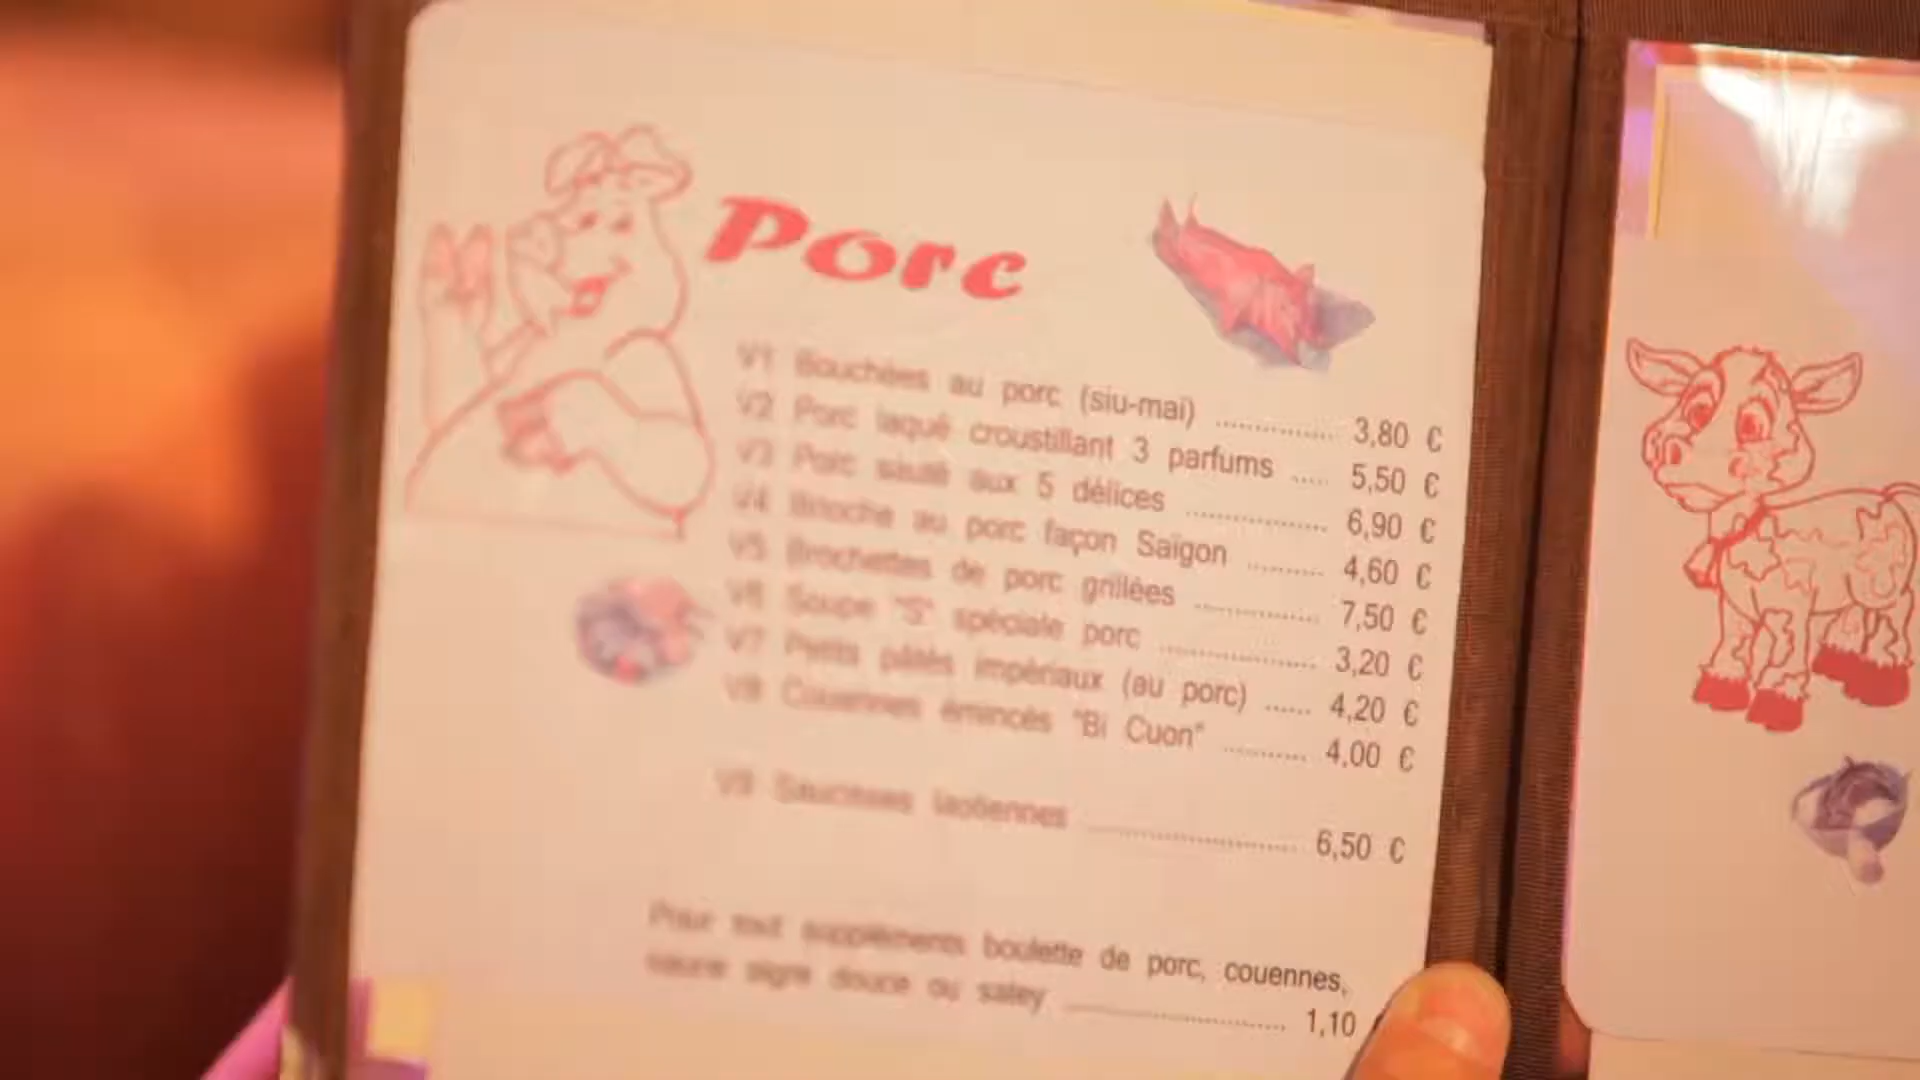 Porc
V1 Bouchées au porc (siu-mai) .............. 3,80 €
V2 Porc laqué croustillant 3 parfums ..... 5,50 €
V3 Porc sauté aux 5 délices ................. 6,90 €
V4 Brioche au porc façon Saïgon ......... 4,60 €
V5 Brochettes de porc grillées .............. 7,50 €
V6 Soupe "S" spéciale porc .................. 3,20 €
V7 Petits pâtés impériaux (au porc) ...... 4,20 €
V8 Couennes émincés "Bi Cuon" .......... 4,00 €
V9 Saucisses laotiennes ........................ 6,50 €
Pour tout suppléments boulette de porc, couennes,
sauce aigre douce ou satey ........................ 1,10